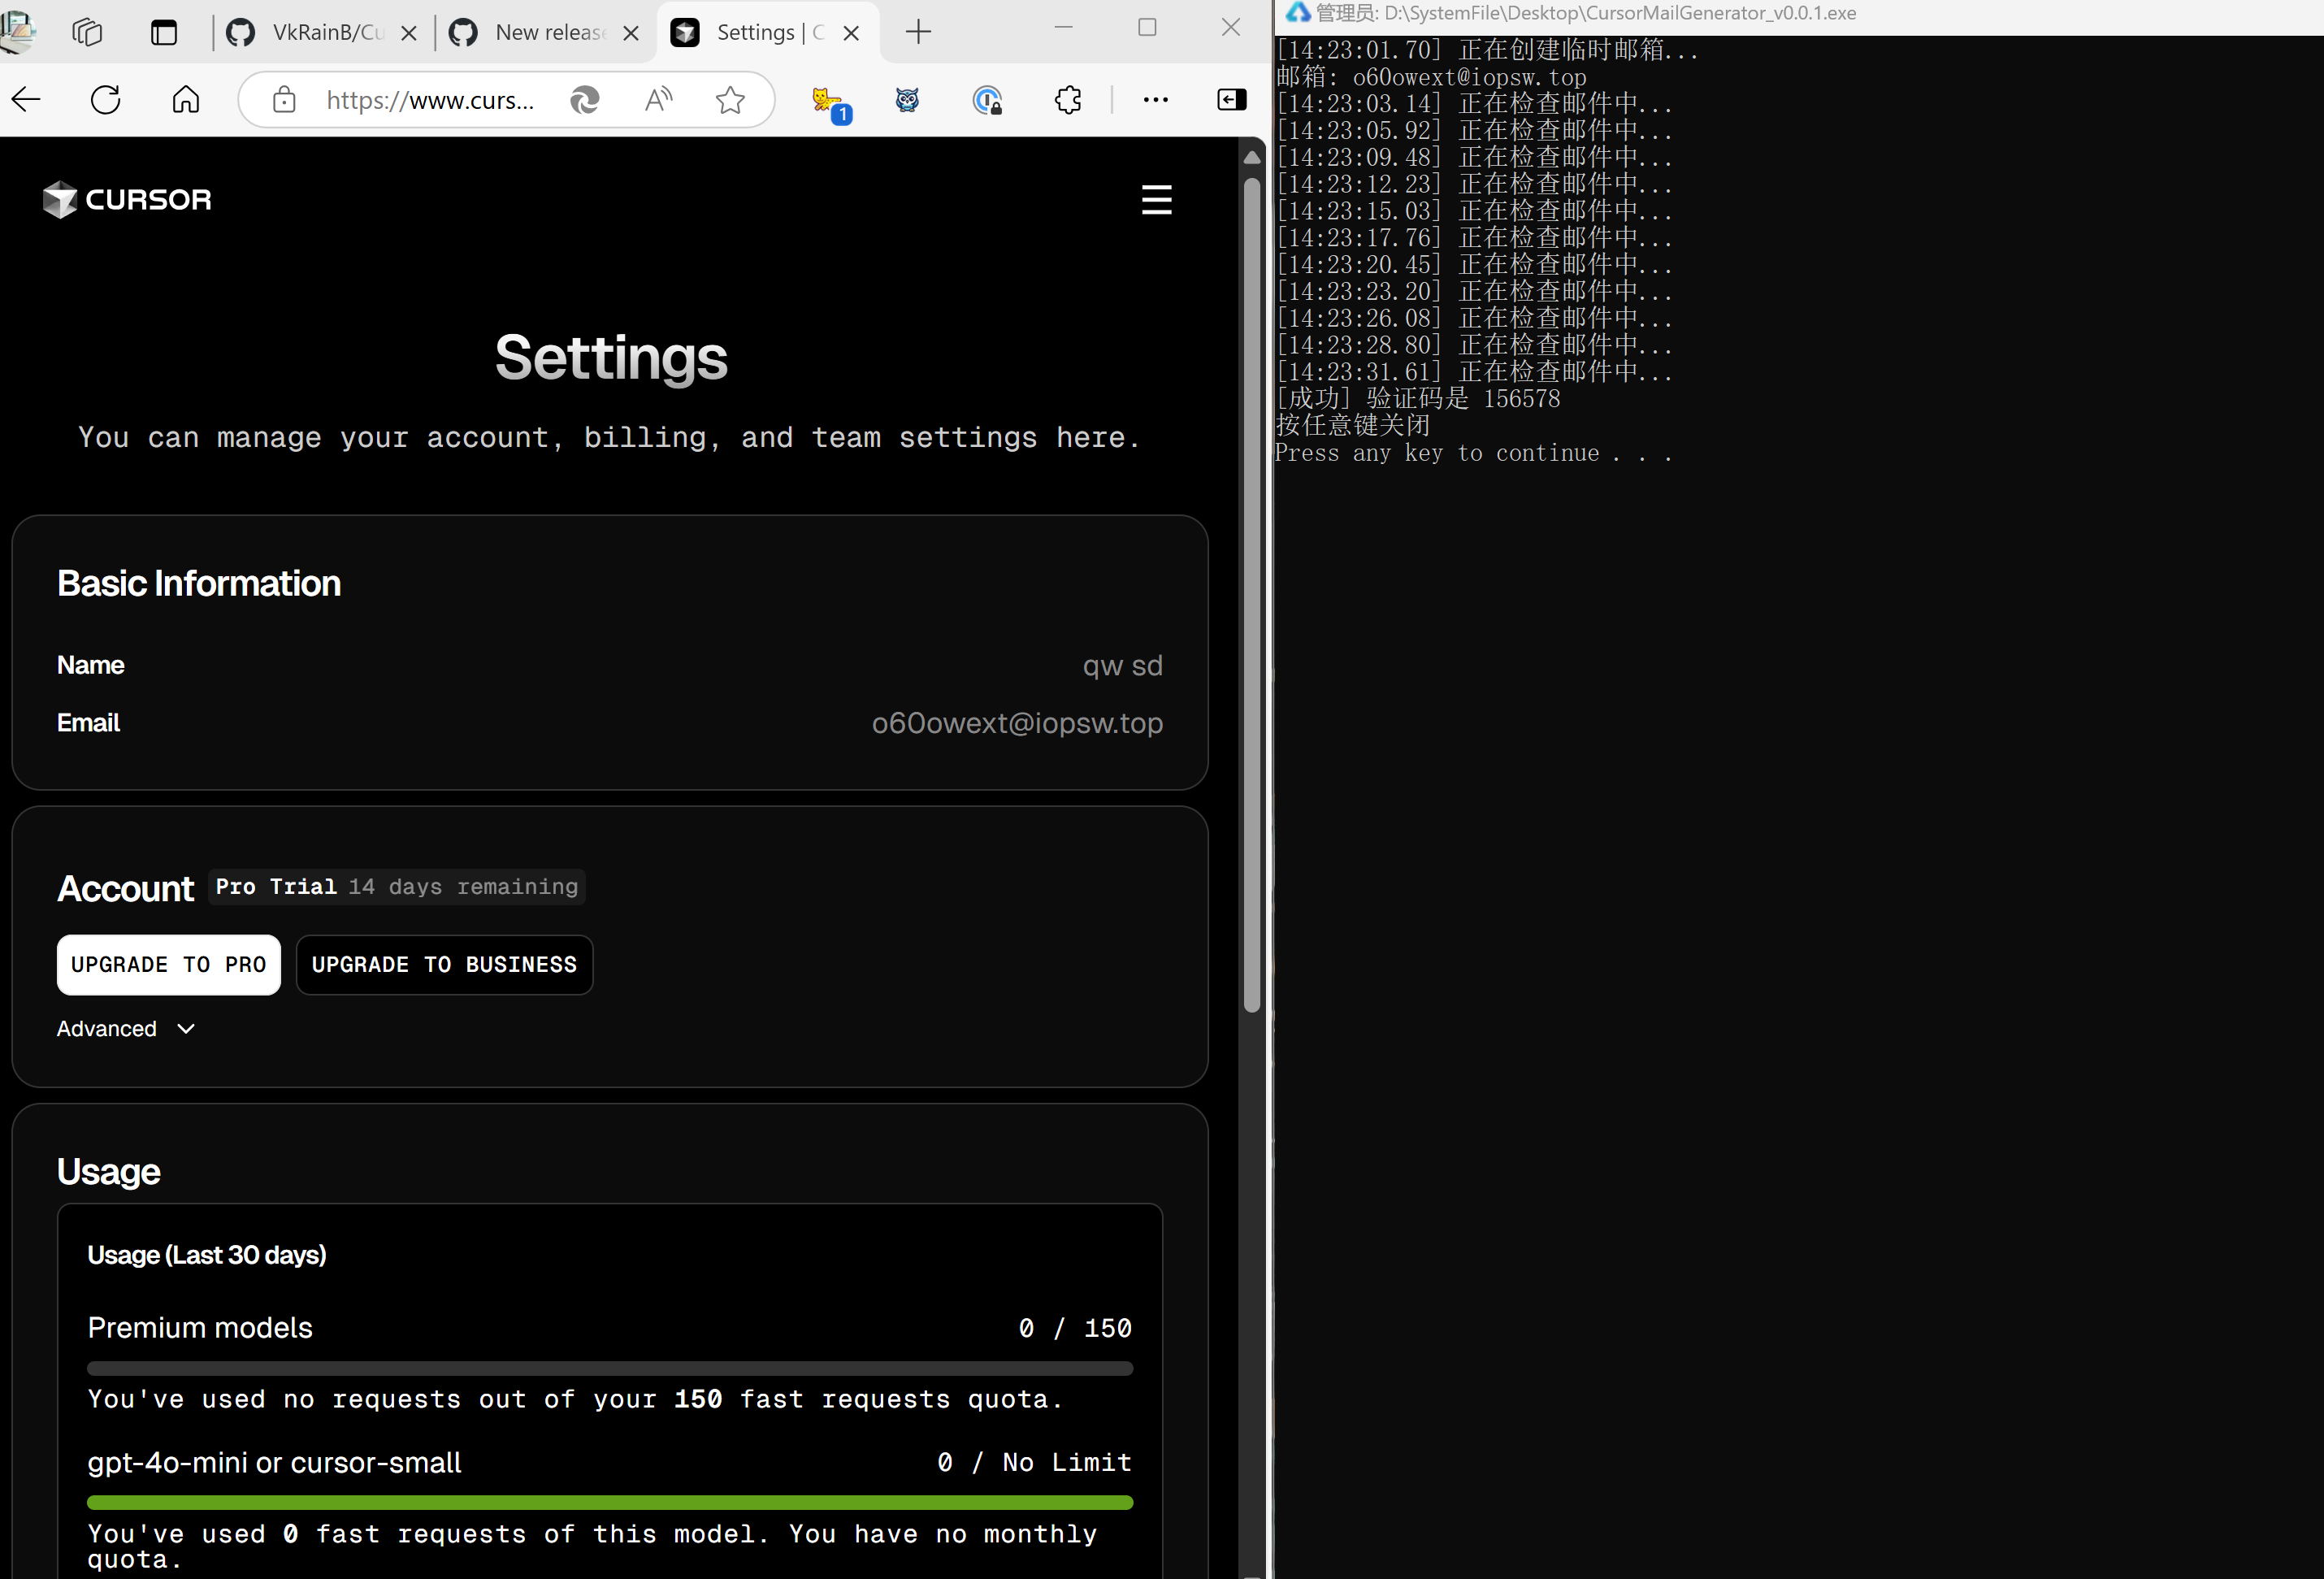 VkRainB/Cu
New release
Settings | C
https://www.curs...
1
CURSOR
Settings
You can manage your account, billing, and team settings here.
Basic Information
Name
qw sd
Email
o60owext@iopsw.top
Account
Pro Trial 14 days remaining
UPGRADE TO PRO
UPGRADE TO BUSINESS
Advanced
Usage
Usage (Last 30 days)
Premium models
0 / 150
You've used no requests out of your 150 fast requests quota.
gpt-4o-mini or cursor-small
0 / No Limit
You've used 0 fast requests of this model. You have no monthly
quota.
管理员: D:\SystemFile\Desktop\CursorMailGenerator_v0.0.1.exe
[14:23:01.70] 正在创建临时邮箱...
邮箱: o60owext@iopsw.top
[14:23:03.14] 正在检查邮件中...
[14:23:05.92] 正在检查邮件中...
[14:23:09.48] 正在检查邮件中...
[14:23:12.23] 正在检查邮件中...
[14:23:15.03] 正在检查邮件中...
[14:23:17.76] 正在检查邮件中...
[14:23:20.45] 正在检查邮件中...
[14:23:23.20] 正在检查邮件中...
[14:23:26.08] 正在检查邮件中...
[14:23:28.80] 正在检查邮件中...
[14:23:31.61] 正在检查邮件中...
[成功] 验证码是 156578
按任意键关闭
Press any key to continue . . .